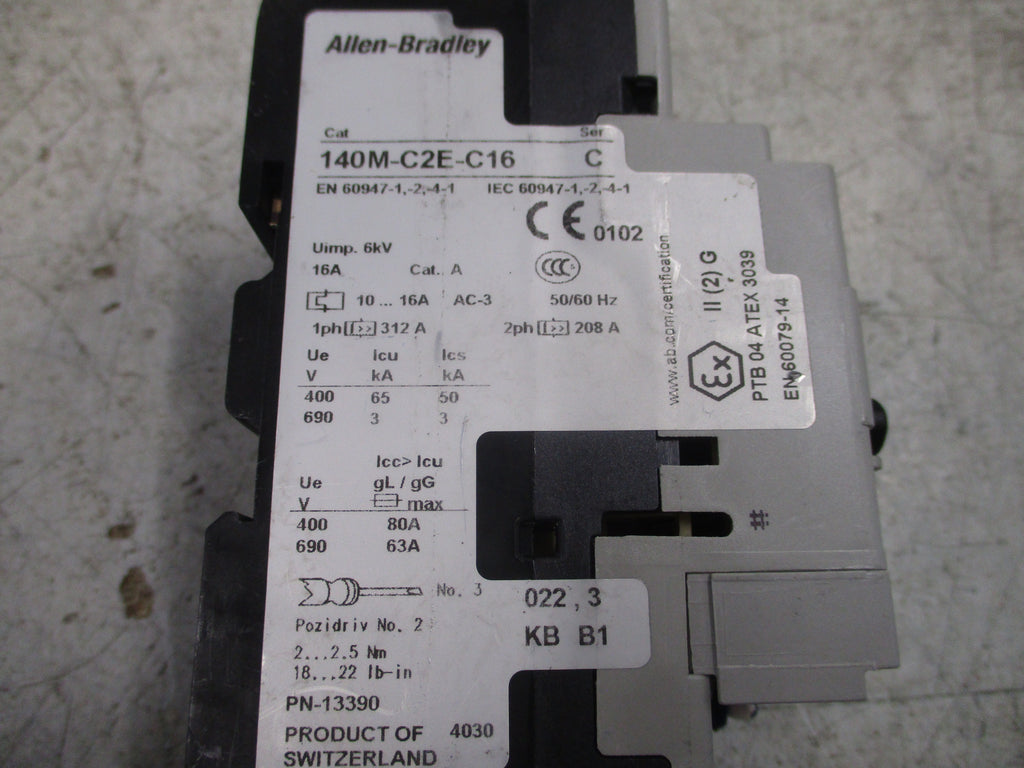 Allen-Bradley
Cat Ser
140M-C2E-C16 C
EN 60947-1,-2,-4-1 IEC 60947-1,-2,-4-1
CE 0102
Uimp. 6kV
16A Cat. A CCC
10 ... 16A AC-3 50/60 Hz
1ph 312 A 2ph 208 A
Ue Icu Ics
V kA kA
400 65 50
690 3 3
Icc> Icu
Ue gL / gG
V max
400 80A
690 63A
No. 3
Pozidriv No. 2
2...2.5 Nm
18...22 lb-in
PN-13390
PRODUCT OF 4030
SWITZERLAND
022 , 3
KB B1
www.ab.com/certification
Ex II (2) G
PTB 04 ATEX 3039
EN 60079-14
#